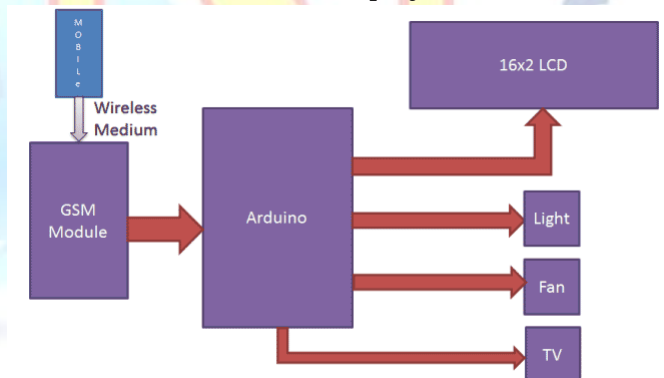 M
O
B
I
L
e
Wireless
Medium
16x2 LCD
GSM
Module
Arduino
Light
Fan
TV